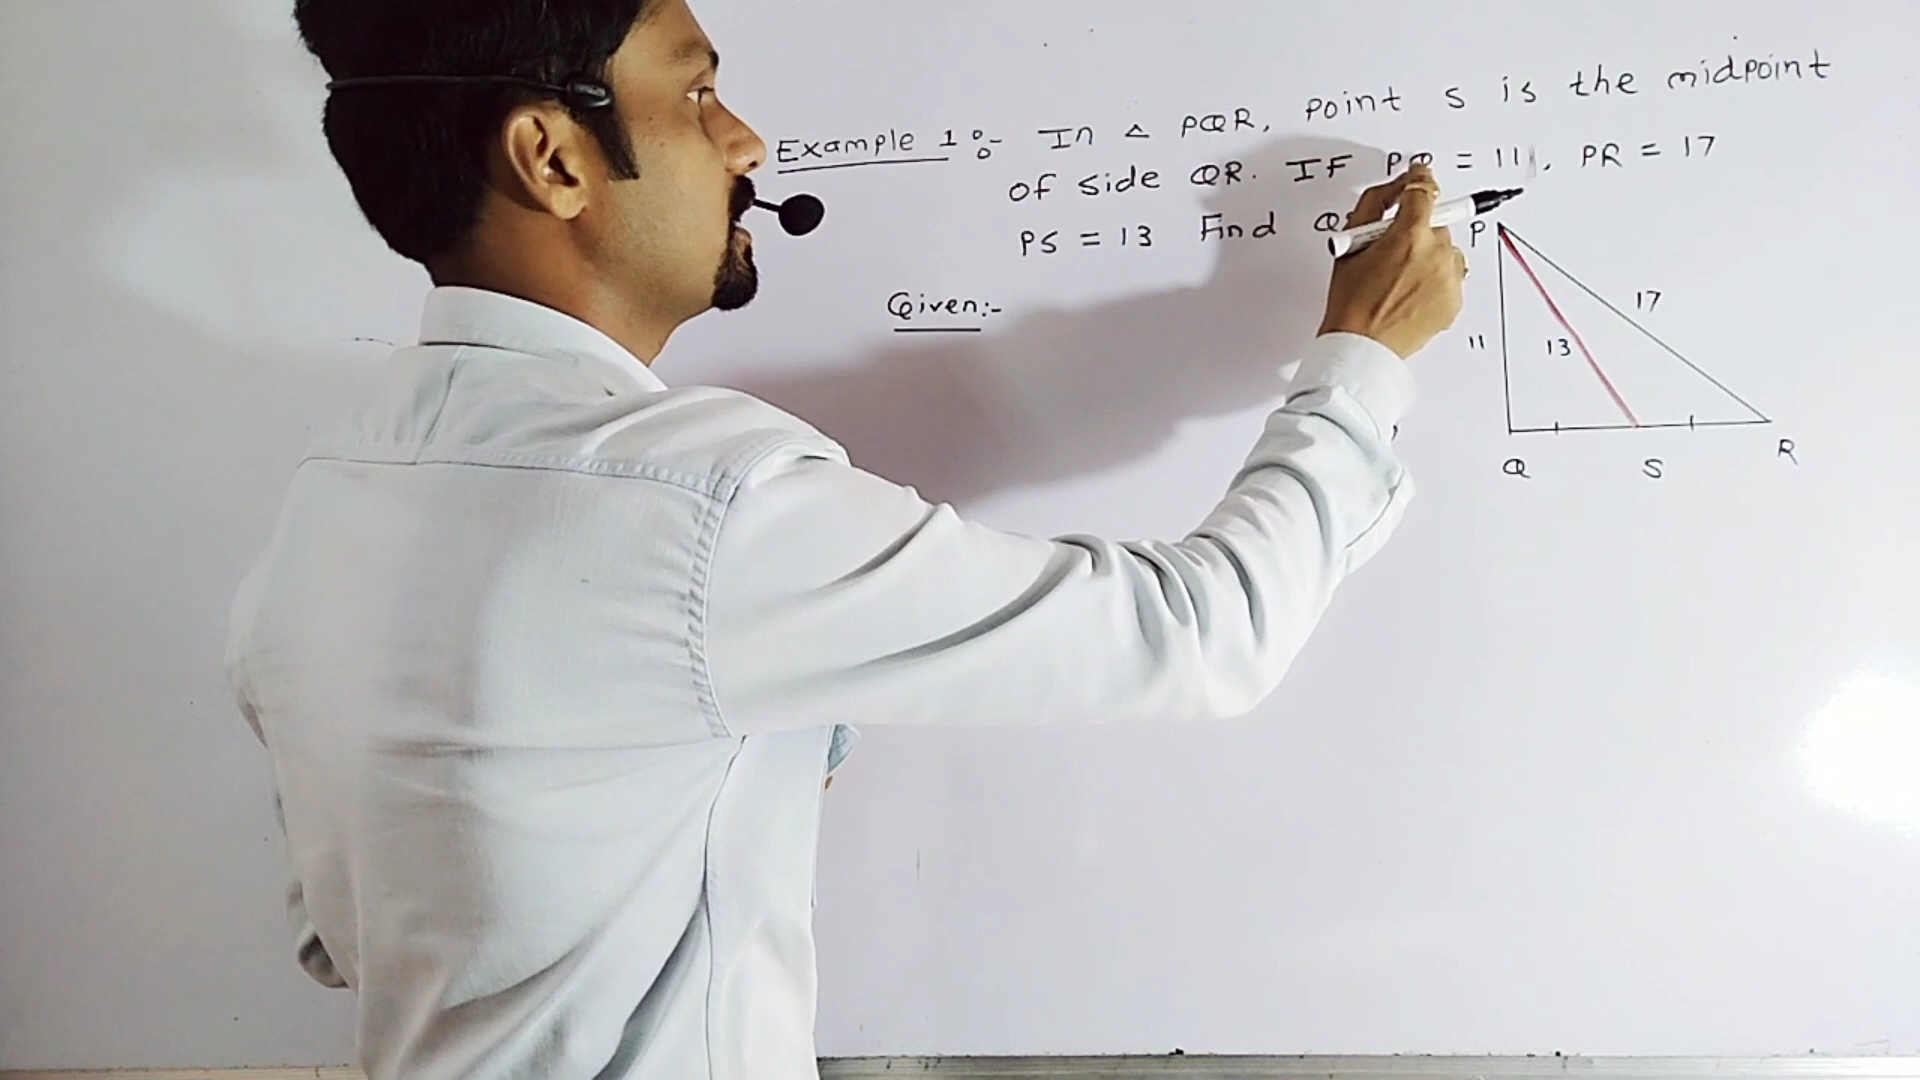 Example 1:- In △ PQR, point S is the midpoint
of side QR. IF PQ = 11, PR = 17
PS = 13 Find
Given:-
P
17
11
13
Q
S
R